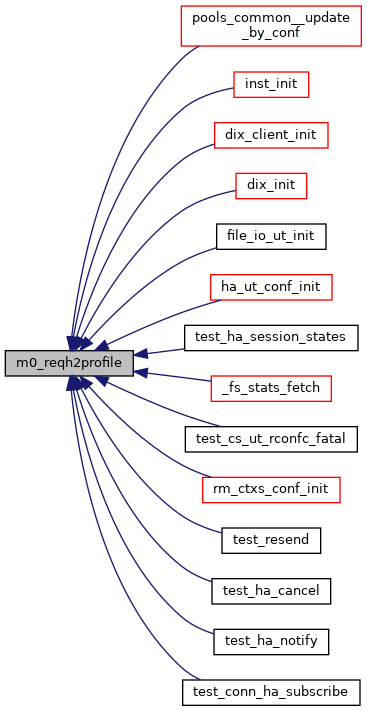 pools_common__update
_by_conf
inst_init
dix_client_init
dix_init
file_io_ut_init
ha_ut_conf_init
test_ha_session_states
m0_reqh2profile
_fs_stats_fetch
test_cs_ut_rconfc_fatal
rm_ctxs_conf_init
test_resend
test_ha_cancel
test_ha_notify
test_conn_ha_subscribe